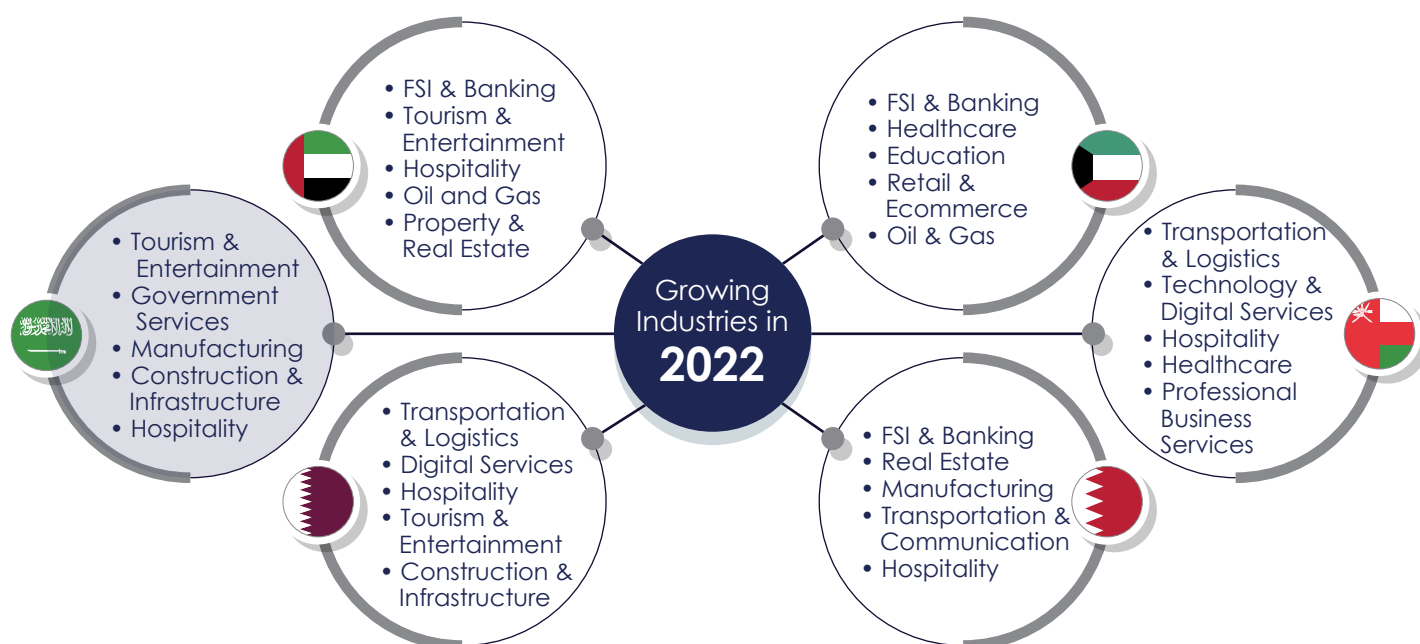 • FSI & Banking
• Tourism &
Entertainment
• Hospitality
• Oil and Gas
• Property &
Real Estate
• FSI & Banking
• Healthcare
• Education
• Retail &
Ecommerce
• Oil & Gas
• Tourism &
Entertainment
• Government
Services
• Manufacturing
• Construction &
Infrastructure
• Hospitality
Growing
Industries in
2022
• Transportation
& Logistics
• Technology &
Digital Services
• Hospitality
• Healthcare
• Professional
Business
Services
• Transportation
& Logistics
• Digital Services
• Hospitality
• Tourism &
Entertainment
• Construction &
Infrastructure
• FSI & Banking
• Real Estate
• Manufacturing
• Transportation &
Communication
• Hospitality